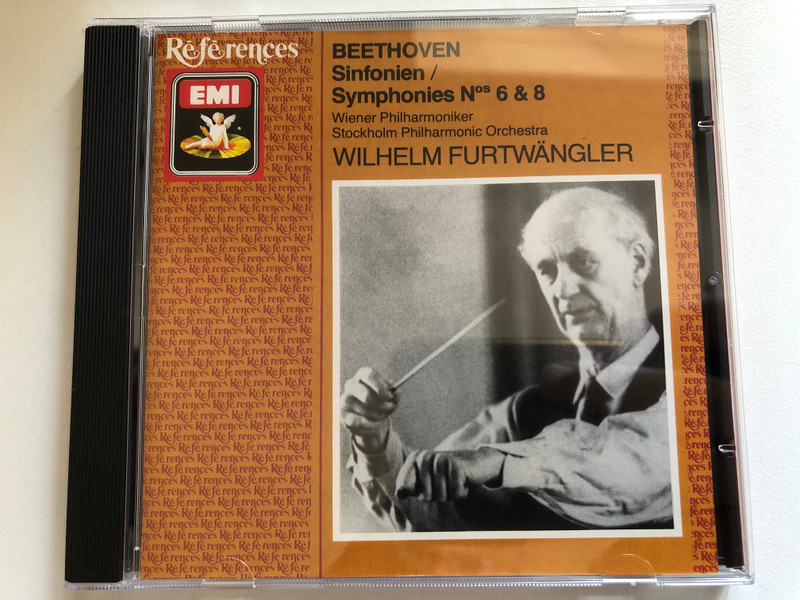 Références
EMI
BEETHOVEN
Sinfonien /
Symphonies Nos 6 & 8
Wiener Philharmoniker
Stockholm Philharmonic Orchestra
WILHELM FURTWÄNGLER